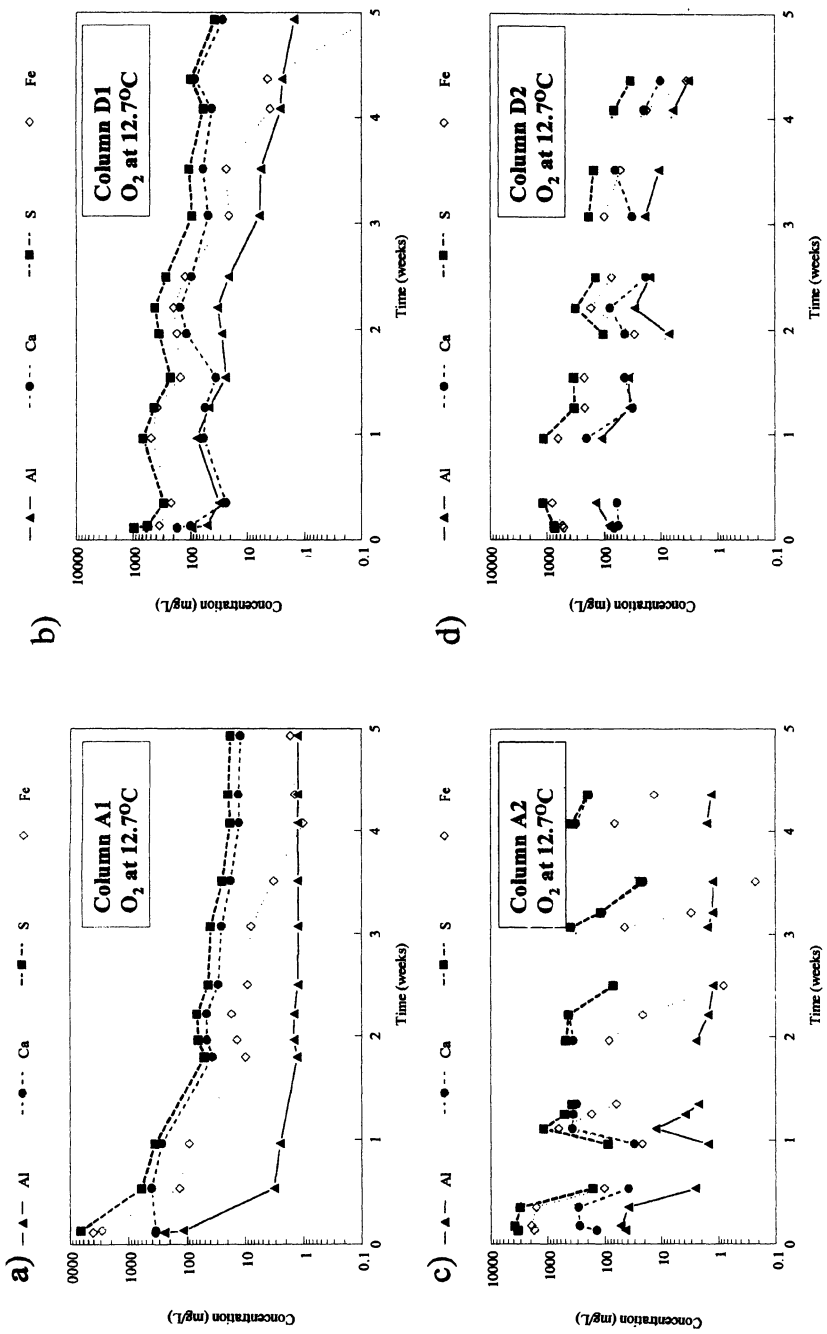 a)
Al Ca S Fe
Column A1
O2 at 12.7°C
Concentration (mg/L)
0000
1000
100
10
1
0.1
0 1 2 3 4 5
Time (weeks)
b)
Al Ca S Fe
Column D1
O2 at 12.7°C
Concentration (mg/L)
10000
1000
100
10
1
0.1
0 1 2 3 4 5
Time (weeks)
c)
Al Ca S Fe
Column A2
O2 at 12.7°C
Concentration (mg/L)
10000
1000
100
10
1
0.1
0 1 2 3 4 5
Time (weeks)
d)
Al Ca S Fe
Column D2
O2 at 12.7°C
Concentration (mg/L)
10000
1000
100
10
1
0.1
0 1 2 3 4 5
Time (weeks)